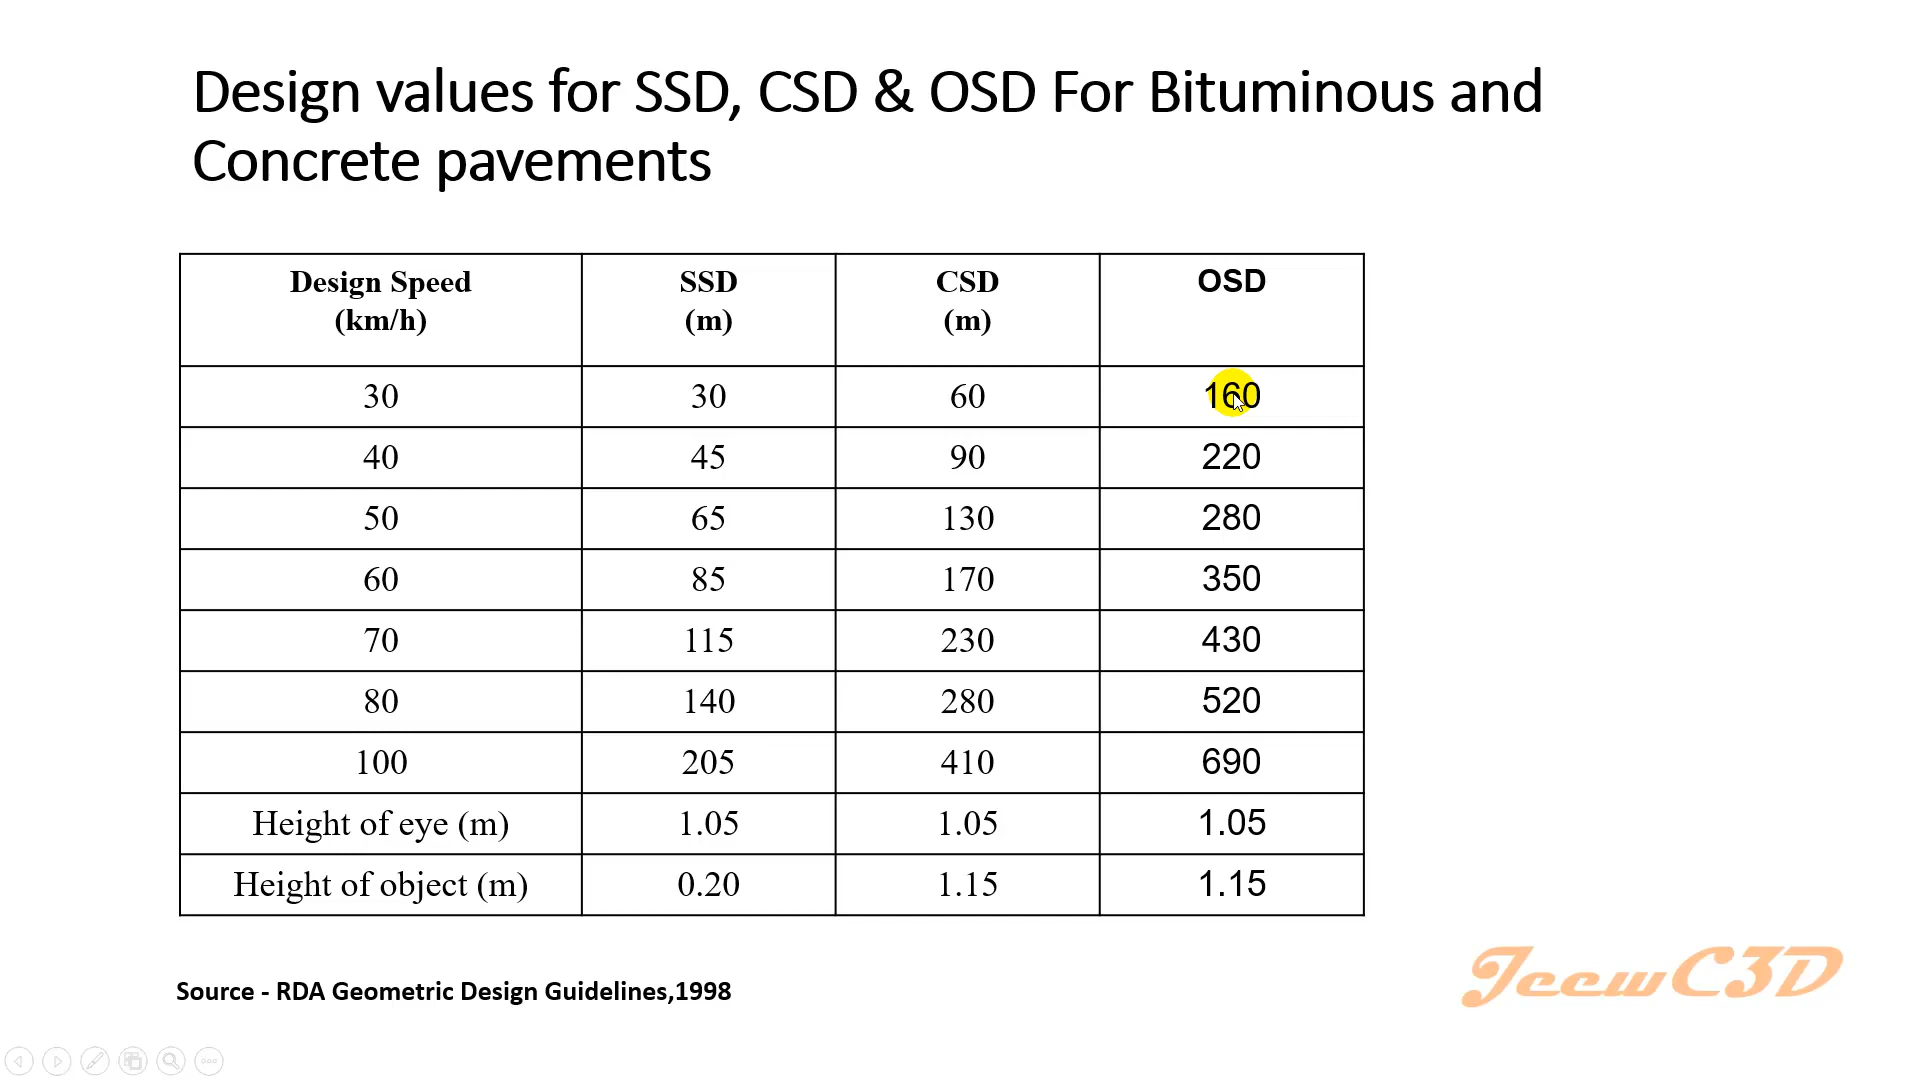 Design values for SSD, CSD & OSD For Bituminous and
Concrete pavements
Design Speed (km/h) SSD (m) CSD (m) OSD
30 30 60 160
40 45 90 220
50 65 130 280
60 85 170 350
70 115 230 430
80 140 280 520
100 205 410 690
Height of eye (m) 1.05 1.05 1.05
Height of object (m) 0.20 1.15 1.15
Source - RDA Geometric Design Guidelines,1998
JeewC3D